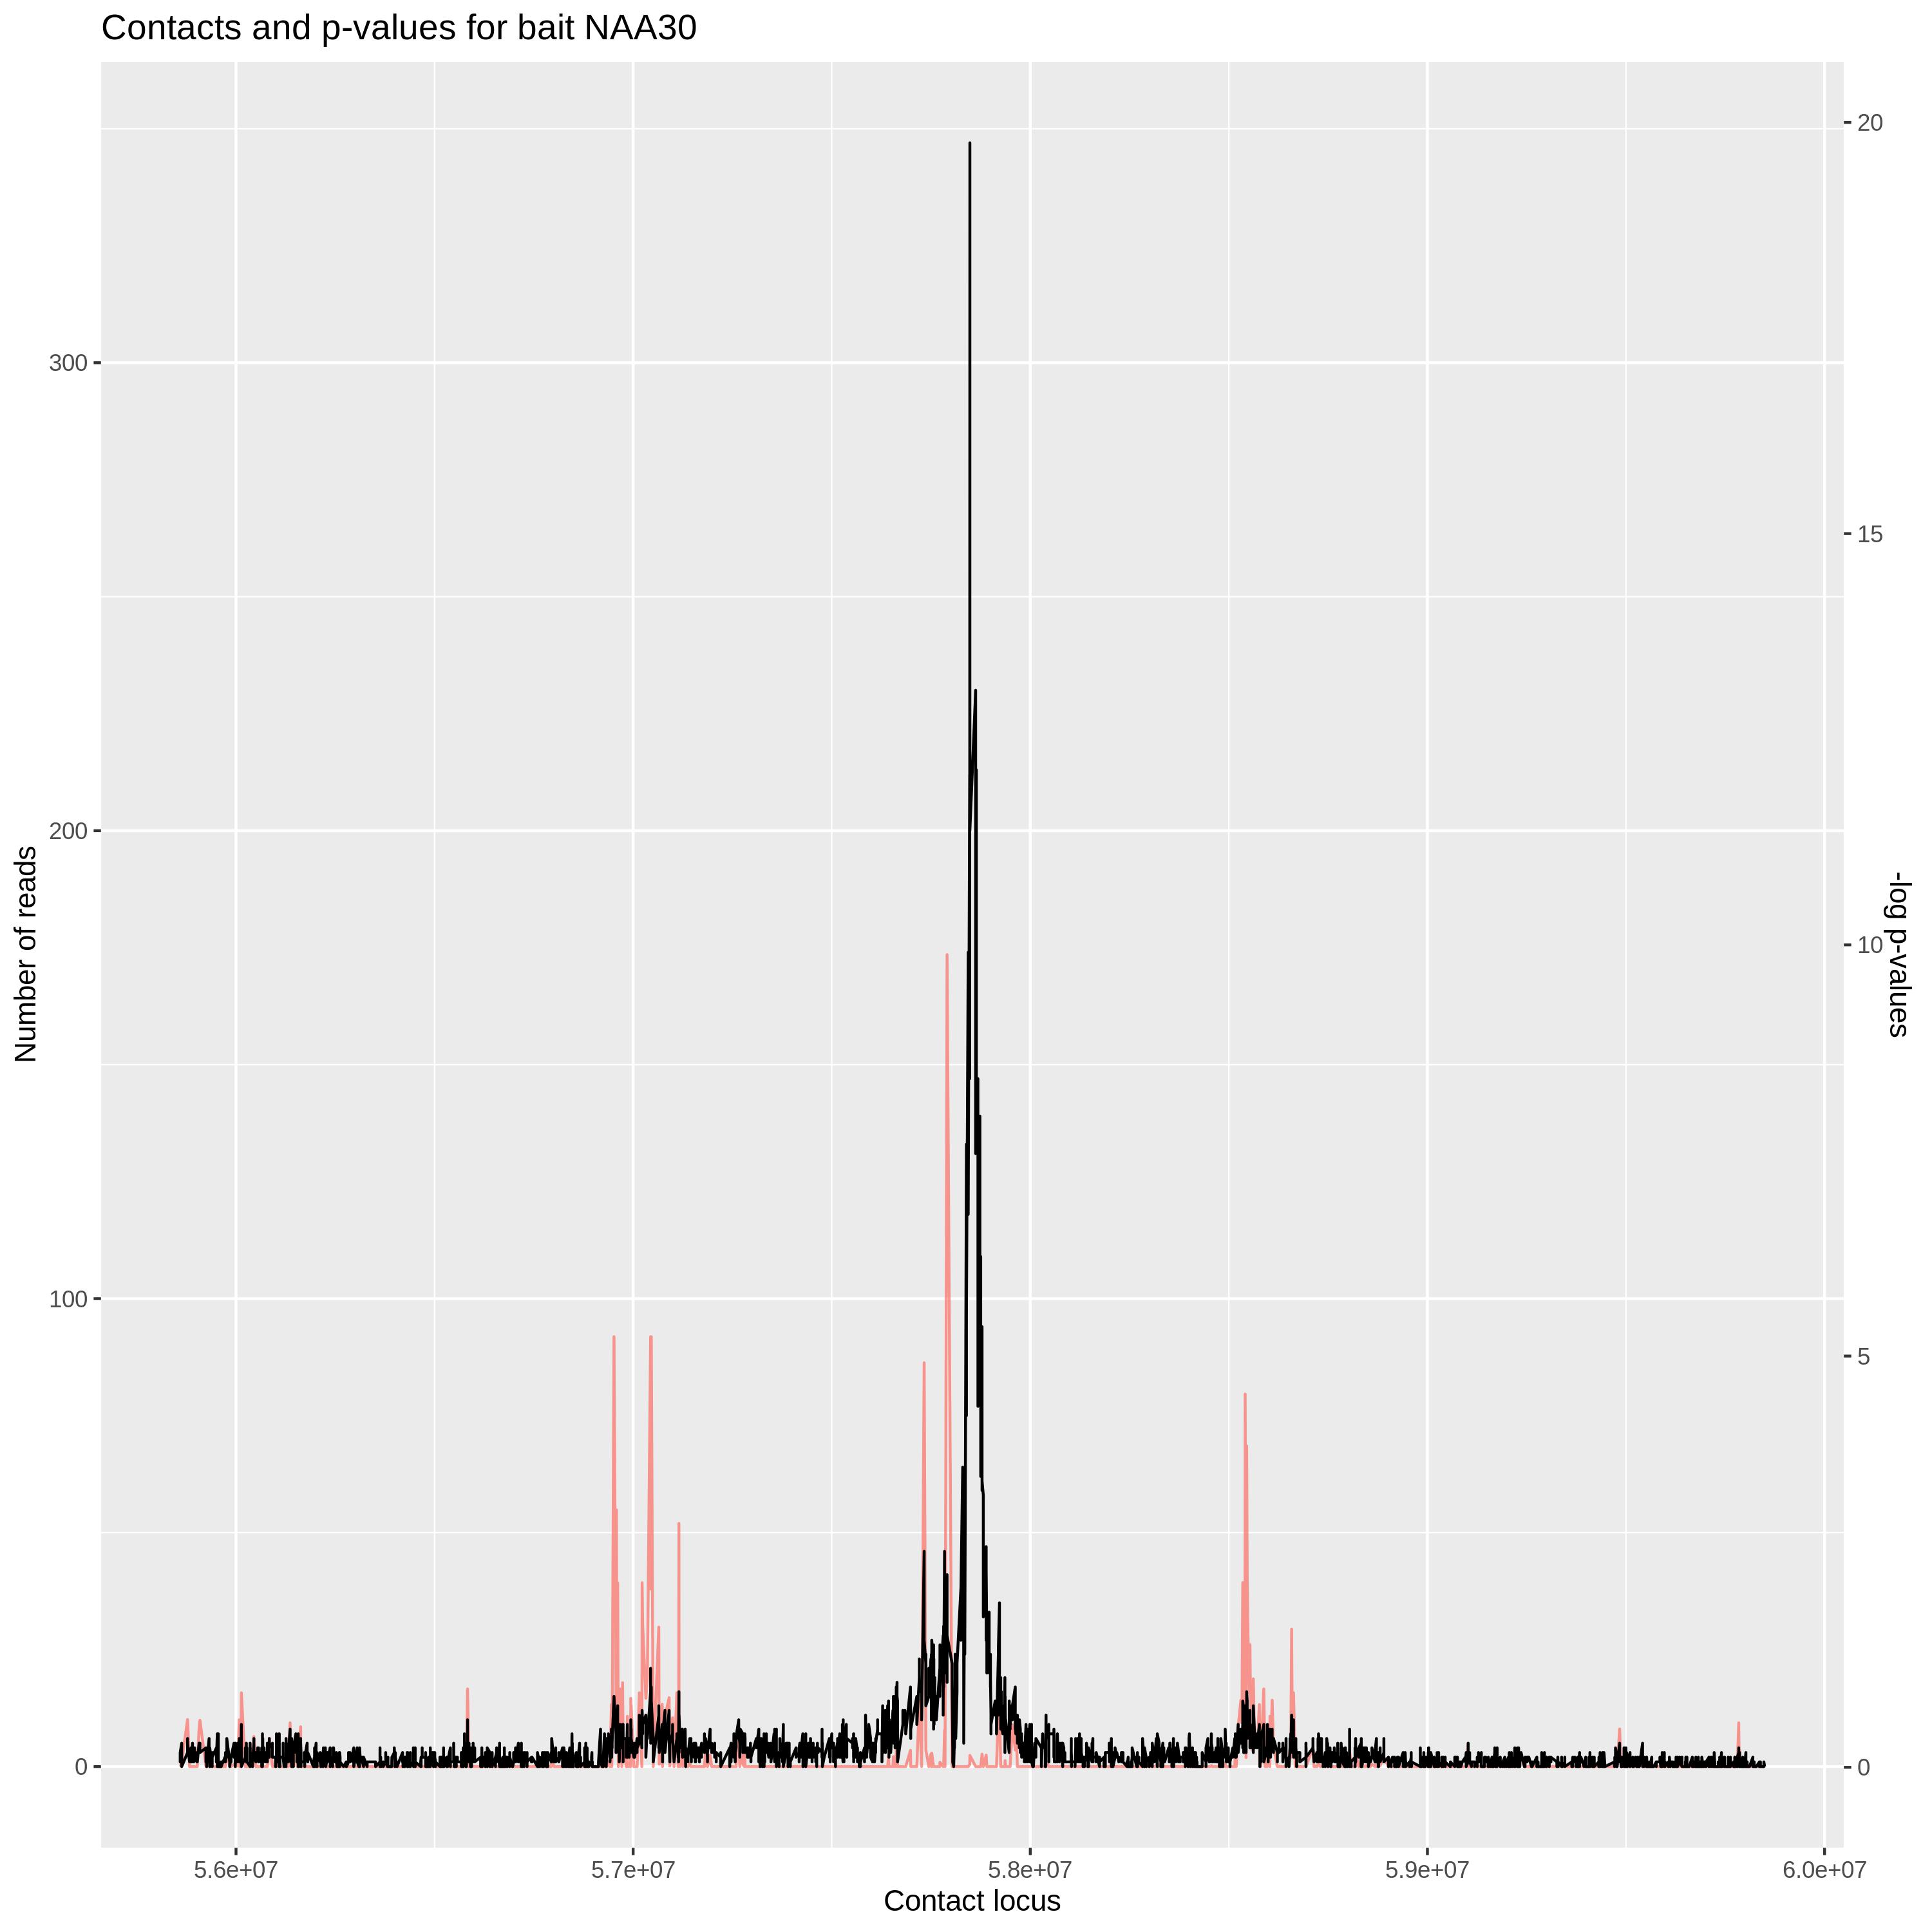 Contacts and p-values for bait NAA30
Number of reads
300
200
100
0
20
15
10
5
0
-log p-values
5.6e+07
5.7e+07
5.8e+07
5.9e+07
6.0e+07
Contact locus